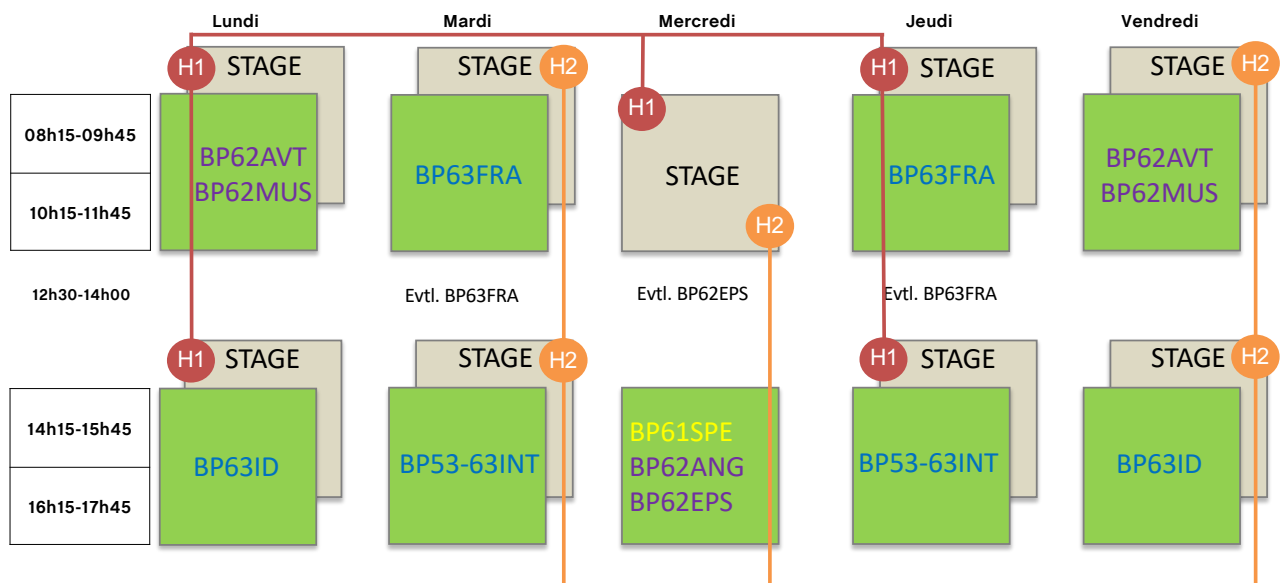 Lundi
Mardi
Mercredi
Jeudi
Vendredi
H1
STAGE
STAGE
H2
H1
H1
STAGE
STAGE
H2
08h15-09h45
10h15-11h45
BP62AVT
BP62MUS
BP63FRA
STAGE
H2
BP63FRA
BP62AVT
BP62MUS
12h30-14h00
Evtl. BP63FRA
Evtl. BP62EPS
Evtl. BP63FRA
H1
STAGE
STAGE
H2
H1
STAGE
STAGE
H2
14h15-15h45
16h15-17h45
BP63ID
BP53-63INT
BP61SPE
BP62ANG
BP62EPS
BP53-63INT
BP63ID